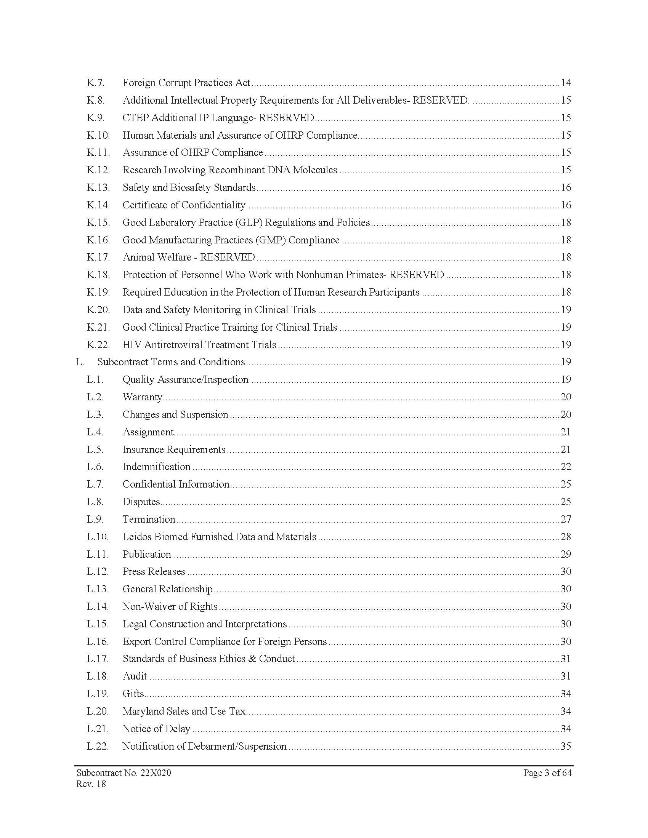 K.7. Foreign Corrupt Practices Act 14
K.8. Additional Intellectual Property Requirements for All Deliverables- RESERVED. 15
K.9. CTEP Additional IP Language- RESERVED 15
K.10. Human Materials and Assurance of OHRP Compliance 15
K.11. Assurance of OHRP Compliance 15
K.12. Research Involving Recombinant DNA Molecules 15
K.13. Safety and Biosafety Standards 16
K.14. Certificate of Confidentiality 16
K.15. Good Laboratory Practice (GLP) Regulations and Policies 18
K.16. Good Manufacturing Practices (GMP) Compliance 18
K.17. Animal Welfare - RESERVED 18
K.18. Protection of Personnel Who Work with Nonhuman Primates- RESERVED 18
K.19. Required Education in the Protection of Human Research Participants 18
K.20. Data and Safety Monitoring in Clinical Trials 19
K.21. Good Clinical Practice Training for Clinical Trials 19
K.22. HIV Antiretroviral Treatment Trials 19
L. Subcontract Terms and Conditions 19
L.1. Quality Assurance/Inspection 19
L.2. Warranty 20
L.3. Changes and Suspension 20
L.4. Assignment 21
L.5. Insurance Requirements 21
L.6. Indemnification 22
L.7. Confidential Information 25
L.8. Disputes 25
L.9. Termination 27
L.10. Leidos Biomed Furnished Data and Materials 28
L.11. Publication 29
L.12. Press Releases 30
L.13. General Relationship 30
L.14. Non-Waiver of Rights 30
L.15. Legal Construction and Interpretations 30
L.16. Export Control Compliance for Foreign Persons 30
L.17. Standards of Business Ethics & Conduct 31
L.18. Audit 31
L.19. Gifts 34
L.20. Maryland Sales and Use Tax 34
L.21. Notice of Delay 34
L.22. Notification of Debarment/Suspension 35
Subcontract No. 22X020 Page 3 of 64
Rev. 18